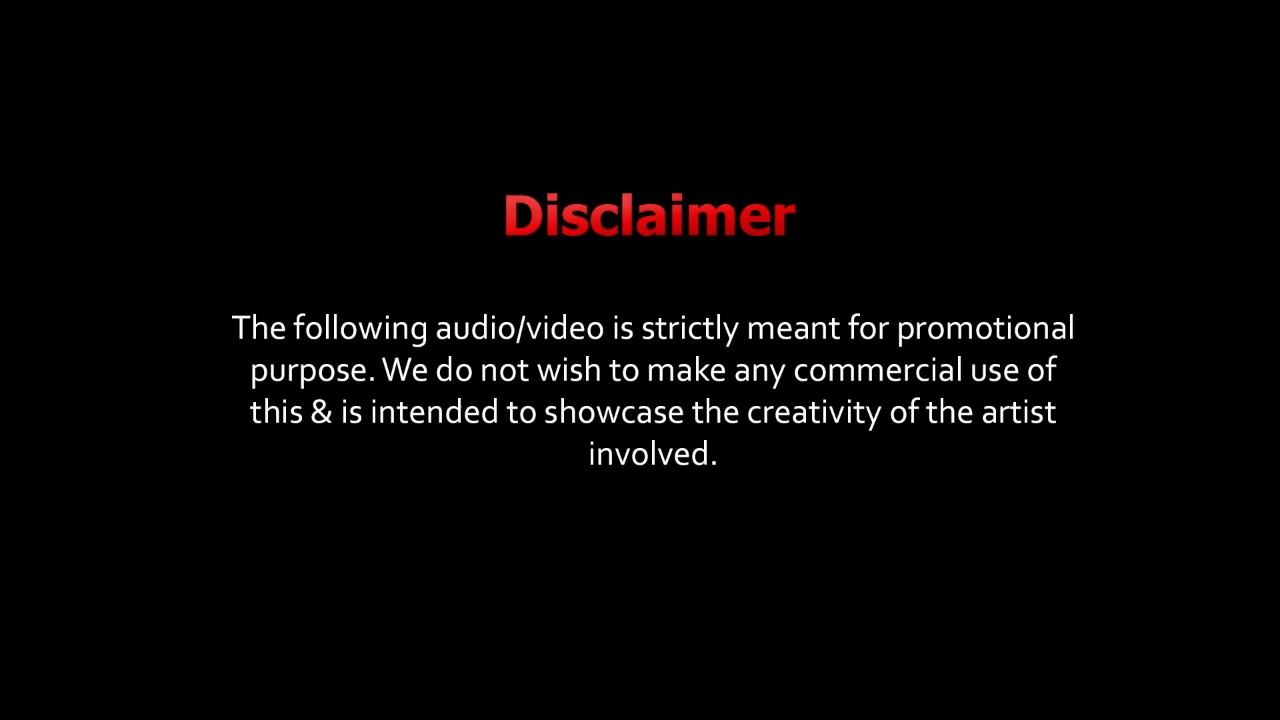 Disclaimer
The following audio/video is strictly meant for promotional
purpose. We do not wish to make any commercial use of
this & is intended to showcase the creativity of the artist
involved.